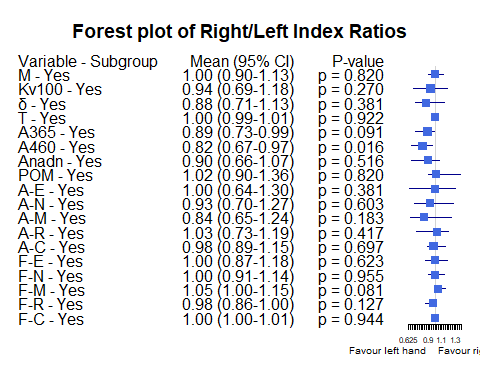 Forest plot of Right/Left Index Ratios
Variable - Subgroup Mean (95% CI) P-value
M - Yes 1.00 (0.90-1.13) p = 0.820
Kv100 - Yes 0.94 (0.69-1.18) p = 0.270
δ - Yes 0.88 (0.71-1.13) p = 0.381
T - Yes 1.00 (0.99-1.01) p = 0.922
A365 - Yes 0.89 (0.73-0.99) p = 0.091
A460 - Yes 0.82 (0.67-0.97) p = 0.016
Anadn - Yes 0.90 (0.66-1.07) p = 0.516
POM - Yes 1.02 (0.90-1.36) p = 0.820
A-E - Yes 1.00 (0.64-1.30) p = 0.381
A-N - Yes 0.93 (0.70-1.27) p = 0.603
A-M - Yes 0.84 (0.65-1.24) p = 0.183
A-R - Yes 1.03 (0.73-1.19) p = 0.417
A-C - Yes 0.98 (0.89-1.15) p = 0.697
F-E - Yes 1.00 (0.87-1.18) p = 0.623
F-N - Yes 1.00 (0.91-1.14) p = 0.955
F-M - Yes 1.05 (1.00-1.15) p = 0.081
F-R - Yes 0.98 (0.86-1.00) p = 0.127
F-C - Yes 1.00 (1.00-1.01) p = 0.944
0.625 0.9 1.1 1.3
Favour left hand Favour ri